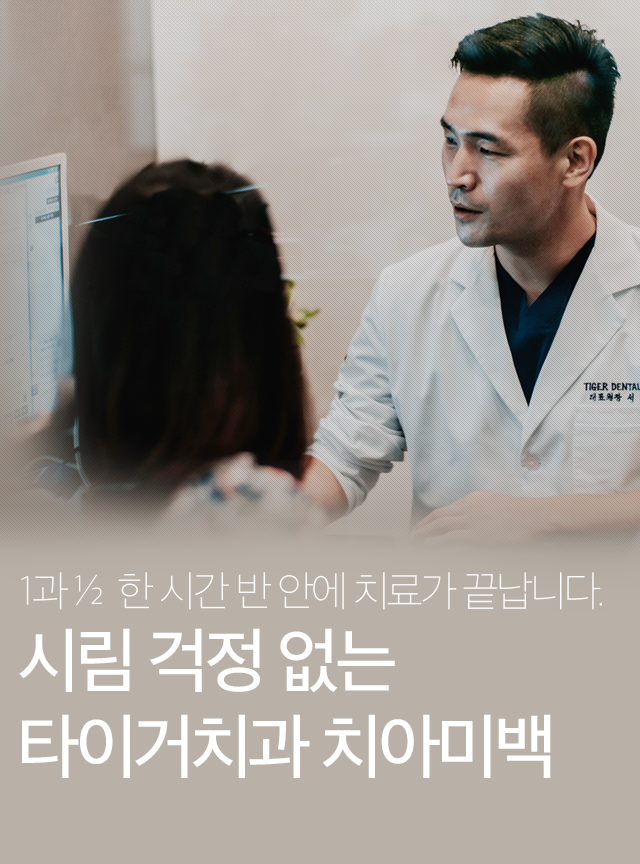 TIGER DENTAL
대표원장 서
1과 ½ 한 시간 반 안에 치료가 끝납니다.
시림 걱정 없는
타이거치과 치아미백